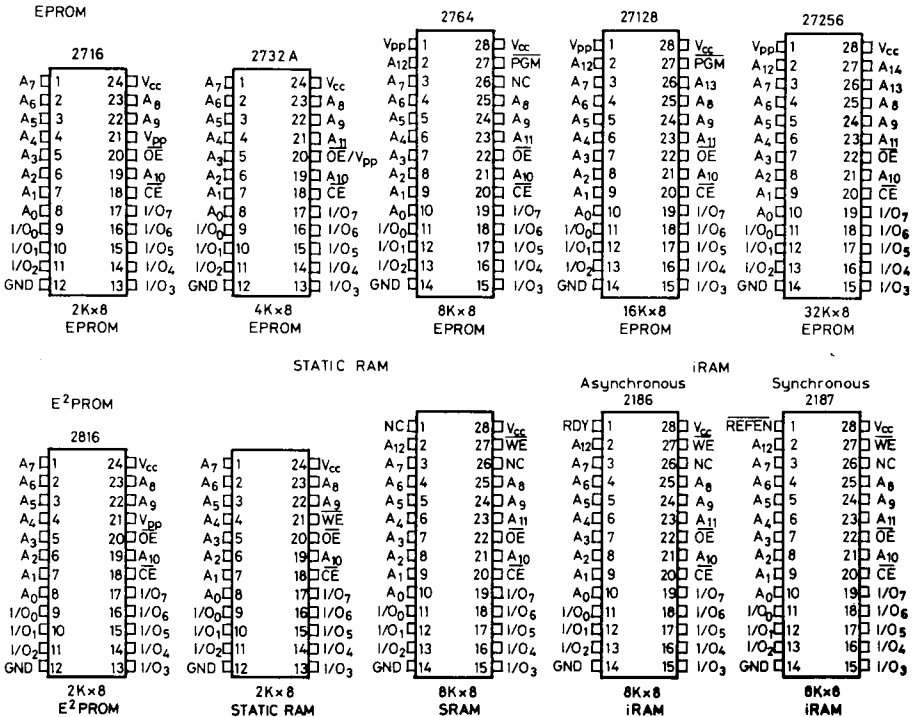 EPROM
2716
A7 1 24 Vcc
A6 2 23 A8
A5 3 22 A9
A4 4 21 VPP
A3 5 20 O̅E̅
A2 6 19 A10
A1 7 18 C̅E̅
A0 8 17 I/O7
I/O0 9 16 I/O6
I/O1 10 15 I/O5
I/O2 11 14 I/O4
GND 12 13 I/O3
2K×8
EPROM
2732A
A7 1 24 Vcc
A6 2 23 A8
A5 3 22 A9
A4 4 21 A11
A3 5 20 O̅E̅/VPP
A2 6 19 A10
A1 7 18 C̅E̅
A0 8 17 I/O7
I/O0 9 16 I/O6
I/O1 10 15 I/O5
I/O2 11 14 I/O4
GND 12 13 I/O3
4K×8
EPROM
2764
VPP 1 28 Vcc
A12 2 27 P̅G̅M̅
A7 3 26 NC
A6 4 25 A8
A5 5 24 A9
A4 6 23 A11
A3 7 22 O̅E̅
A2 8 21 A10
A1 9 20 C̅E̅
A0 10 19 I/O7
I/O0 11 18 I/O6
I/O1 12 17 I/O5
I/O2 13 16 I/O4
GND 14 15 I/O3
8K×8
EPROM
27128
VPP 1 28 Vcc
A12 2 27 P̅G̅M̅
A7 3 26 A13
A6 4 25 A8
A5 5 24 A9
A4 6 23 A11
A3 7 22 O̅E̅
A2 8 21 A10
A1 9 20 C̅E̅
A0 10 19 I/O7
I/O0 11 18 I/O6
I/O1 12 17 I/O5
I/O2 13 16 I/O4
GND 14 15 I/O3
16K×8
EPROM
27256
VPP 1 28 Vcc
A12 2 27 A14
A7 3 26 A13
A6 4 25 A8
A5 5 24 A9
A4 6 23 A11
A3 7 22 O̅E̅
A2 8 21 A10
A1 9 20 C̅E̅
A0 10 19 I/O7
I/O0 11 18 I/O6
I/O1 12 17 I/O5
I/O2 13 16 I/O4
GND 14 15 I/O3
32K×8
EPROM
E²PROM
2816
A7 1 24 Vcc
A6 2 23 A8
A5 3 22 A9
A4 4 21 VPP
A3 5 20 O̅E̅
A2 6 19 A10
A1 7 18 C̅E̅
A0 8 17 I/O7
I/O0 9 16 I/O6
I/O1 10 15 I/O5
I/O2 11 14 I/O4
GND 12 13 I/O3
2K×8
E²PROM
STATIC RAM
A7 1 24 Vcc
A6 2 23 A8
A5 3 22 A9
A4 4 21 W̅E̅
A3 5 20 O̅E̅
A2 6 19 A10
A1 7 18 C̅E̅
A0 8 17 I/O7
I/O0 9 16 I/O6
I/O1 10 15 I/O5
I/O2 11 14 I/O4
GND 12 13 I/O3
2K×8
STATIC RAM
NC 1 28 Vcc
A12 2 27 W̅E̅
A7 3 26 NC
A6 4 25 A8
A5 5 24 A9
A4 6 23 A11
A3 7 22 O̅E̅
A2 8 21 A10
A1 9 20 C̅E̅
A0 10 19 I/O7
I/O0 11 18 I/O6
I/O1 12 17 I/O5
I/O2 13 16 I/O4
GND 14 15 I/O3
8K×8
SRAM
iRAM
Asynchronous
2186
RDY 1 28 Vcc
A12 2 27 W̅E̅
A7 3 26 NC
A6 4 25 A8
A5 5 24 A9
A4 6 23 A11
A3 7 22 O̅E̅
A2 8 21 A10
A1 9 20 C̅E̅
A0 10 19 I/O7
I/O0 11 18 I/O6
I/O1 12 17 I/O5
I/O2 13 16 I/O4
GND 14 15 I/O3
8K×8
iRAM
Synchronous
2187
R̅E̅F̅E̅N̅ 1 28 Vcc
A12 2 27 W̅E̅
A7 3 26 NC
A6 4 25 A8
A5 5 24 A9
A4 6 23 A11
A3 7 22 O̅E̅
A2 8 21 A10
A1 9 20 C̅E̅
A0 10 19 I/O7
I/O0 11 18 I/O6
I/O1 12 17 I/O5
I/O2 13 16 I/O4
GND 14 15 I/O3
8K×8
iRAM